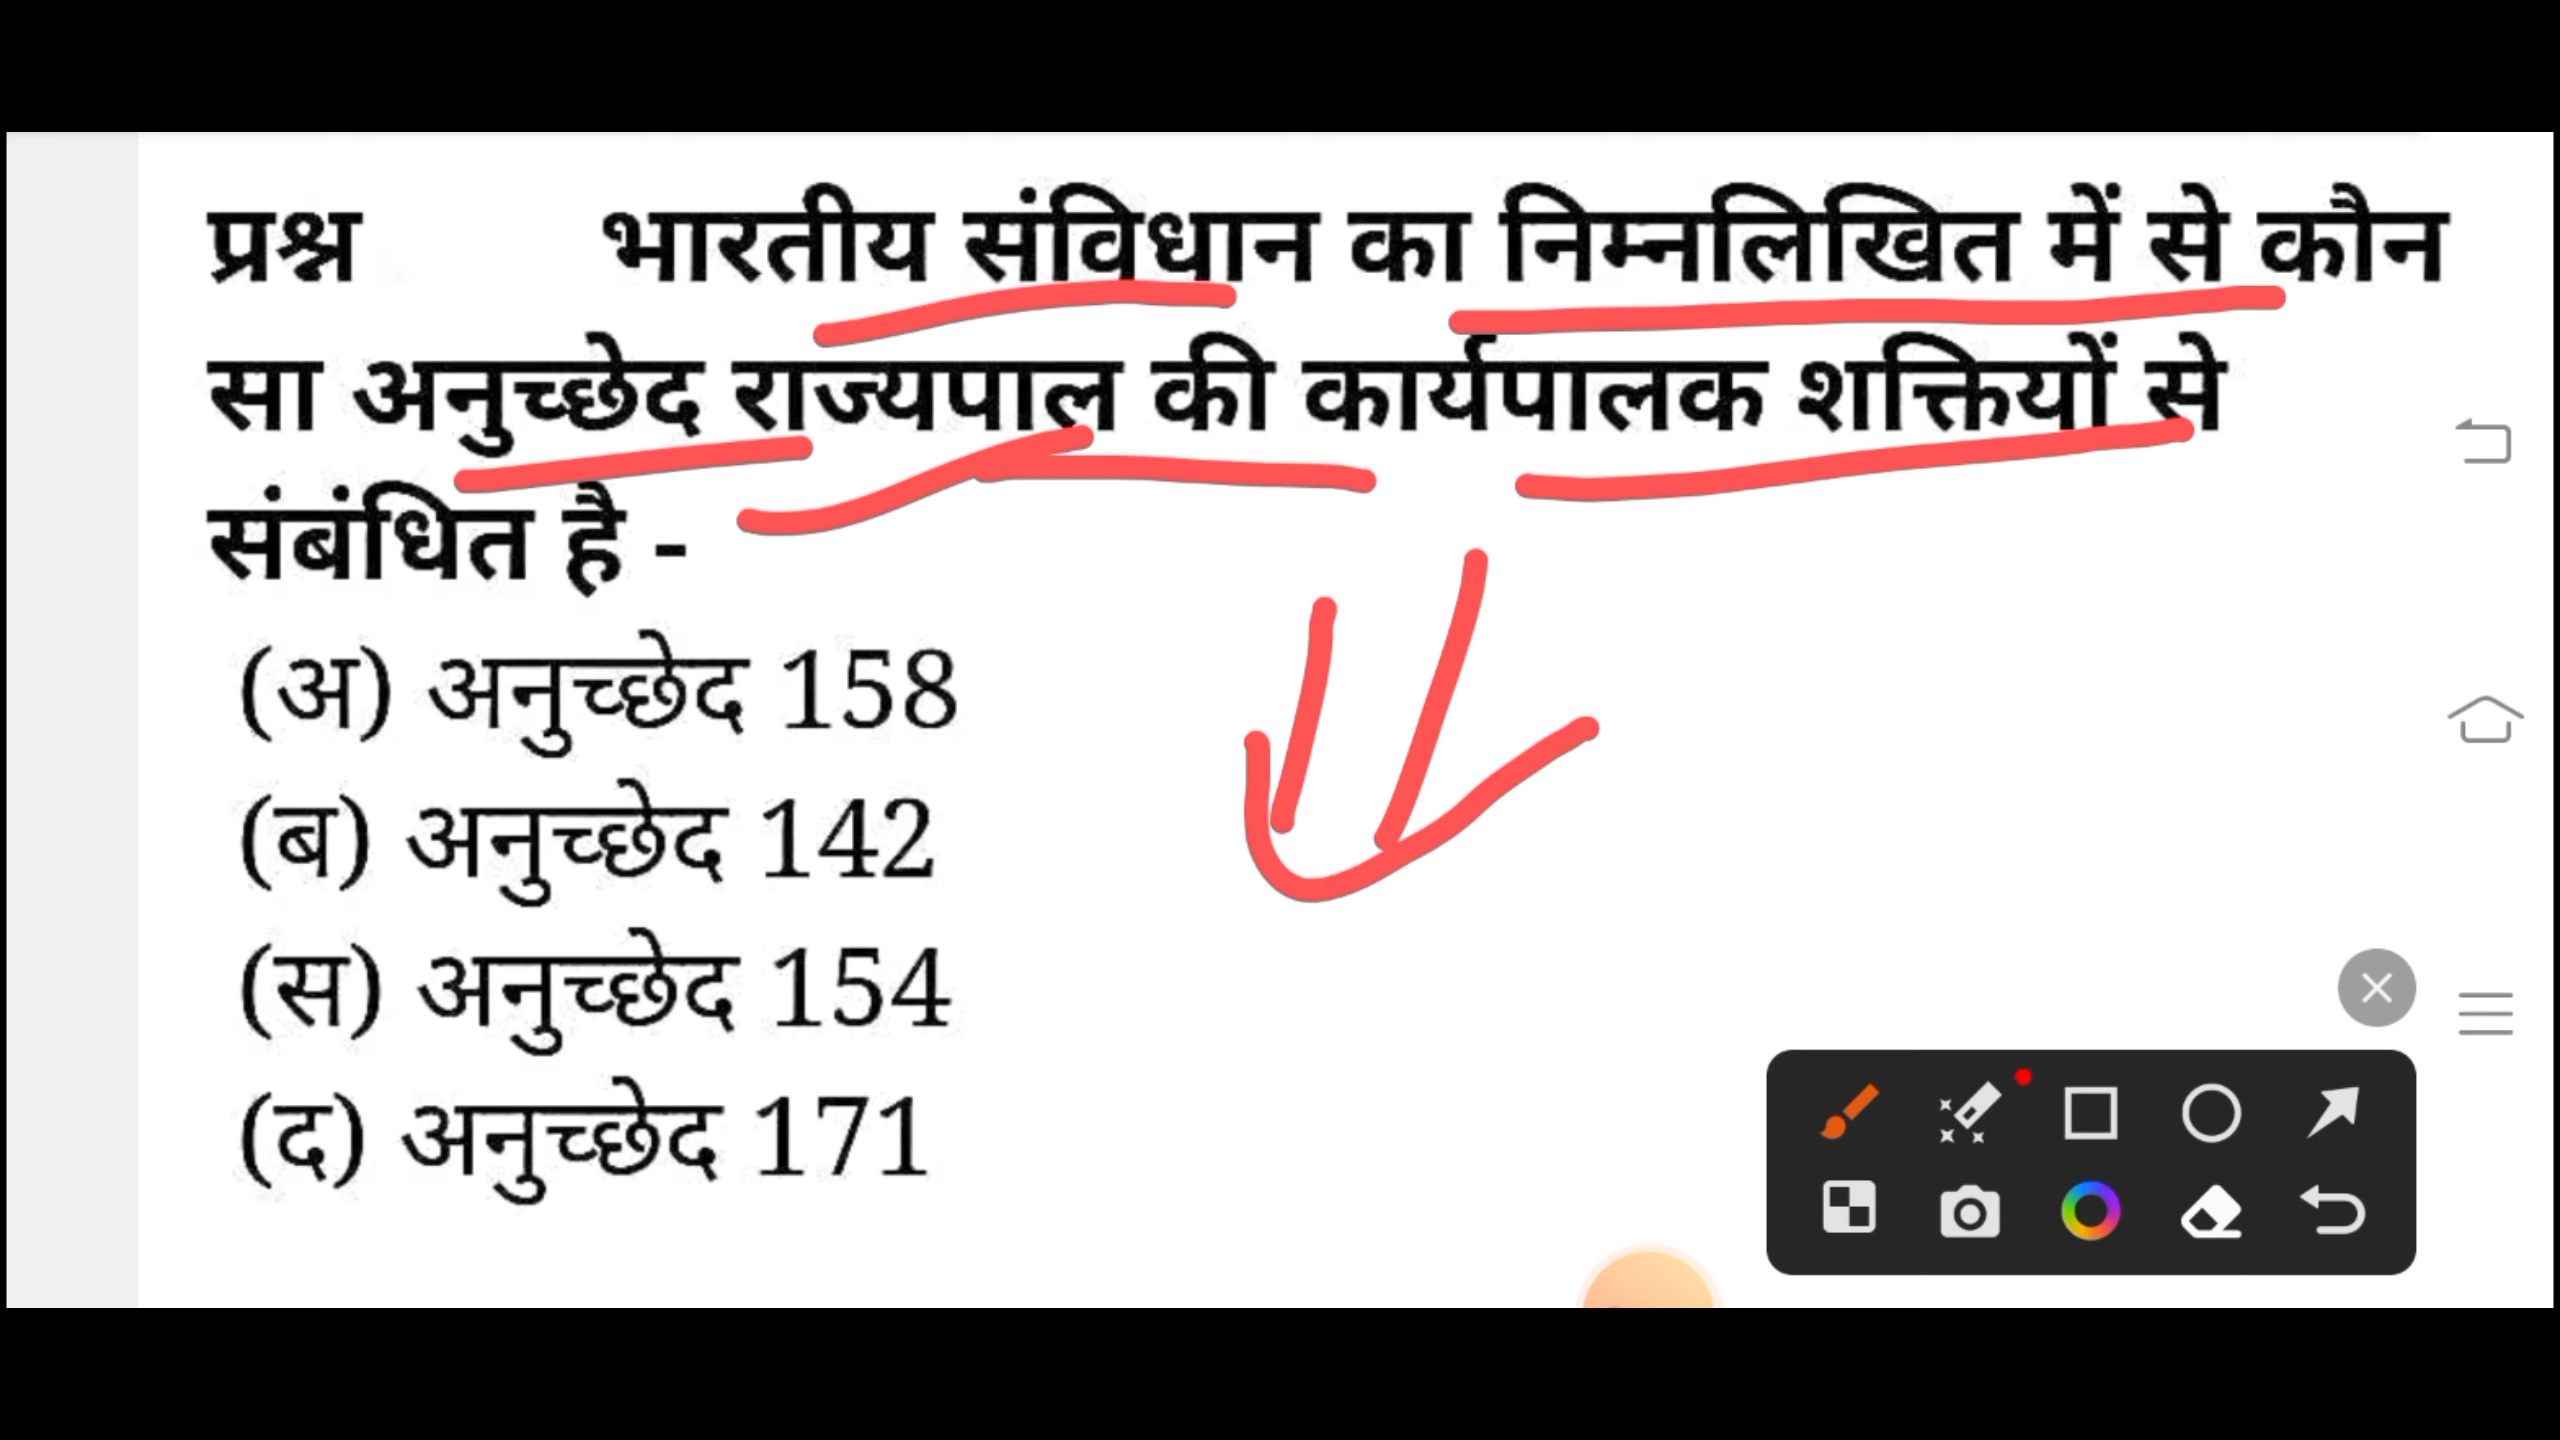 प्रश्न भारतीय संविधान का निम्नलिखित में से कौन
सा अनुच्छेद राज्यपाल की कार्यपालक शक्तियों से
संबंधित है -
(अ) अनुच्छेद 158
(ब) अनुच्छेद 142
(स) अनुच्छेद 154
(द) अनुच्छेद 171